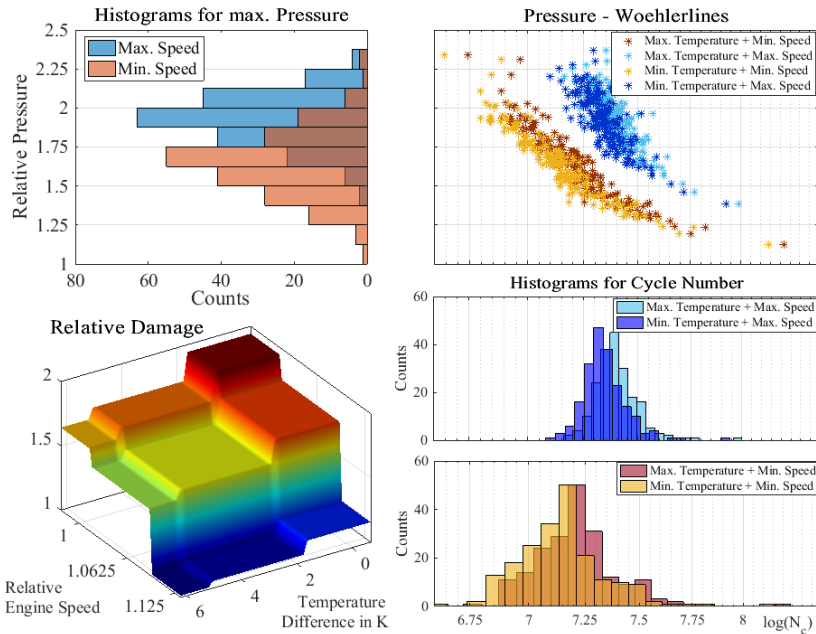 Histograms for max. Pressure
Max. Speed
Min. Speed
Relative Pressure
2.5
2.25
2
1.75
1.5
1.25
1
80
60
40
20
0
Counts
Pressure - Woehlerlines
Max. Temperature + Min. Speed
Max. Temperature + Max. Speed
Min. Temperature + Min. Speed
Min. Temperature + Max. Speed
Relative Damage
2
1.5
1
1
1.0625
1.125
Relative
Engine Speed
6
4
2
0
Temperature
Difference in K
Histograms for Cycle Number
Max. Temperature + Max. Speed
Min. Temperature + Max. Speed
Counts
60
40
20
0
Max. Temperature + Min. Speed
Min. Temperature + Min. Speed
Counts
60
40
20
0
6.75
7
7.25
7.5
7.75
8
log(N_c)